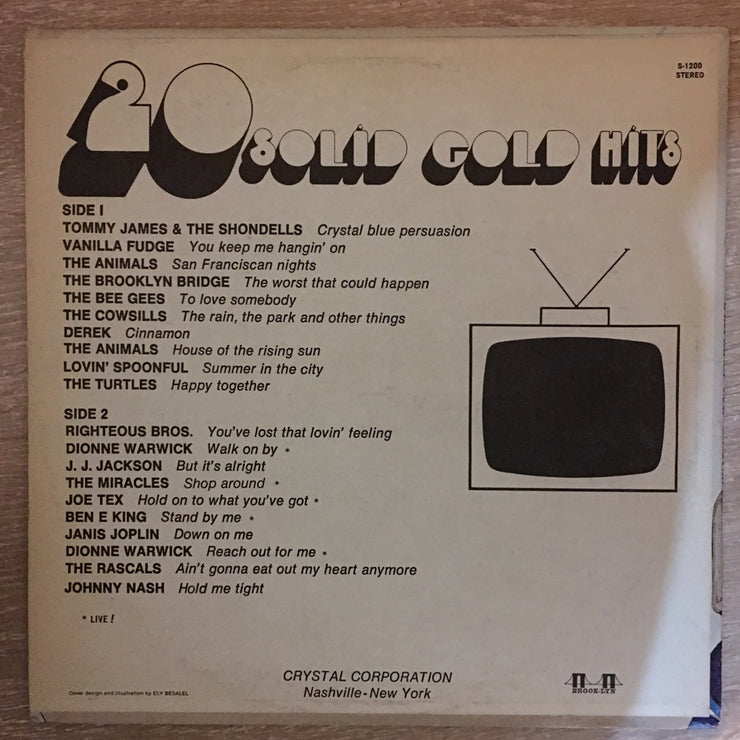 20 SOLID GOLD HITS
S-1200
STEREO
SIDE I
TOMMY JAMES & THE SHONDELLS Crystal blue persuasion
VANILLA FUDGE You keep me hangin' on
THE ANIMALS San Franciscan nights
THE BROOKLYN BRIDGE The worst that could happen
THE BEE GEES To love somebody
THE COWSILLS The rain, the park and other things
DEREK Cinnamon
THE ANIMALS House of the rising sun
LOVIN' SPOONFUL Summer in the city
THE TURTLES Happy together
SIDE 2
RIGHTEOUS BROS. You've lost that lovin' feeling
DIONNE WARWICK Walk on by *
J. J. JACKSON But it's alright
THE MIRACLES Shop around *
JOE TEX Hold on to what you've got *
BEN E KING Stand by me *
JANIS JOPLIN Down on me
DIONNE WARWICK Reach out for me *
THE RASCALS Ain't gonna eat out my heart anymore
JOHNNY NASH Hold me tight
* LIVE!
CRYSTAL CORPORATION
Nashville-New York
Cover design and illustration by ELY BESALEL
BROOK-LYN